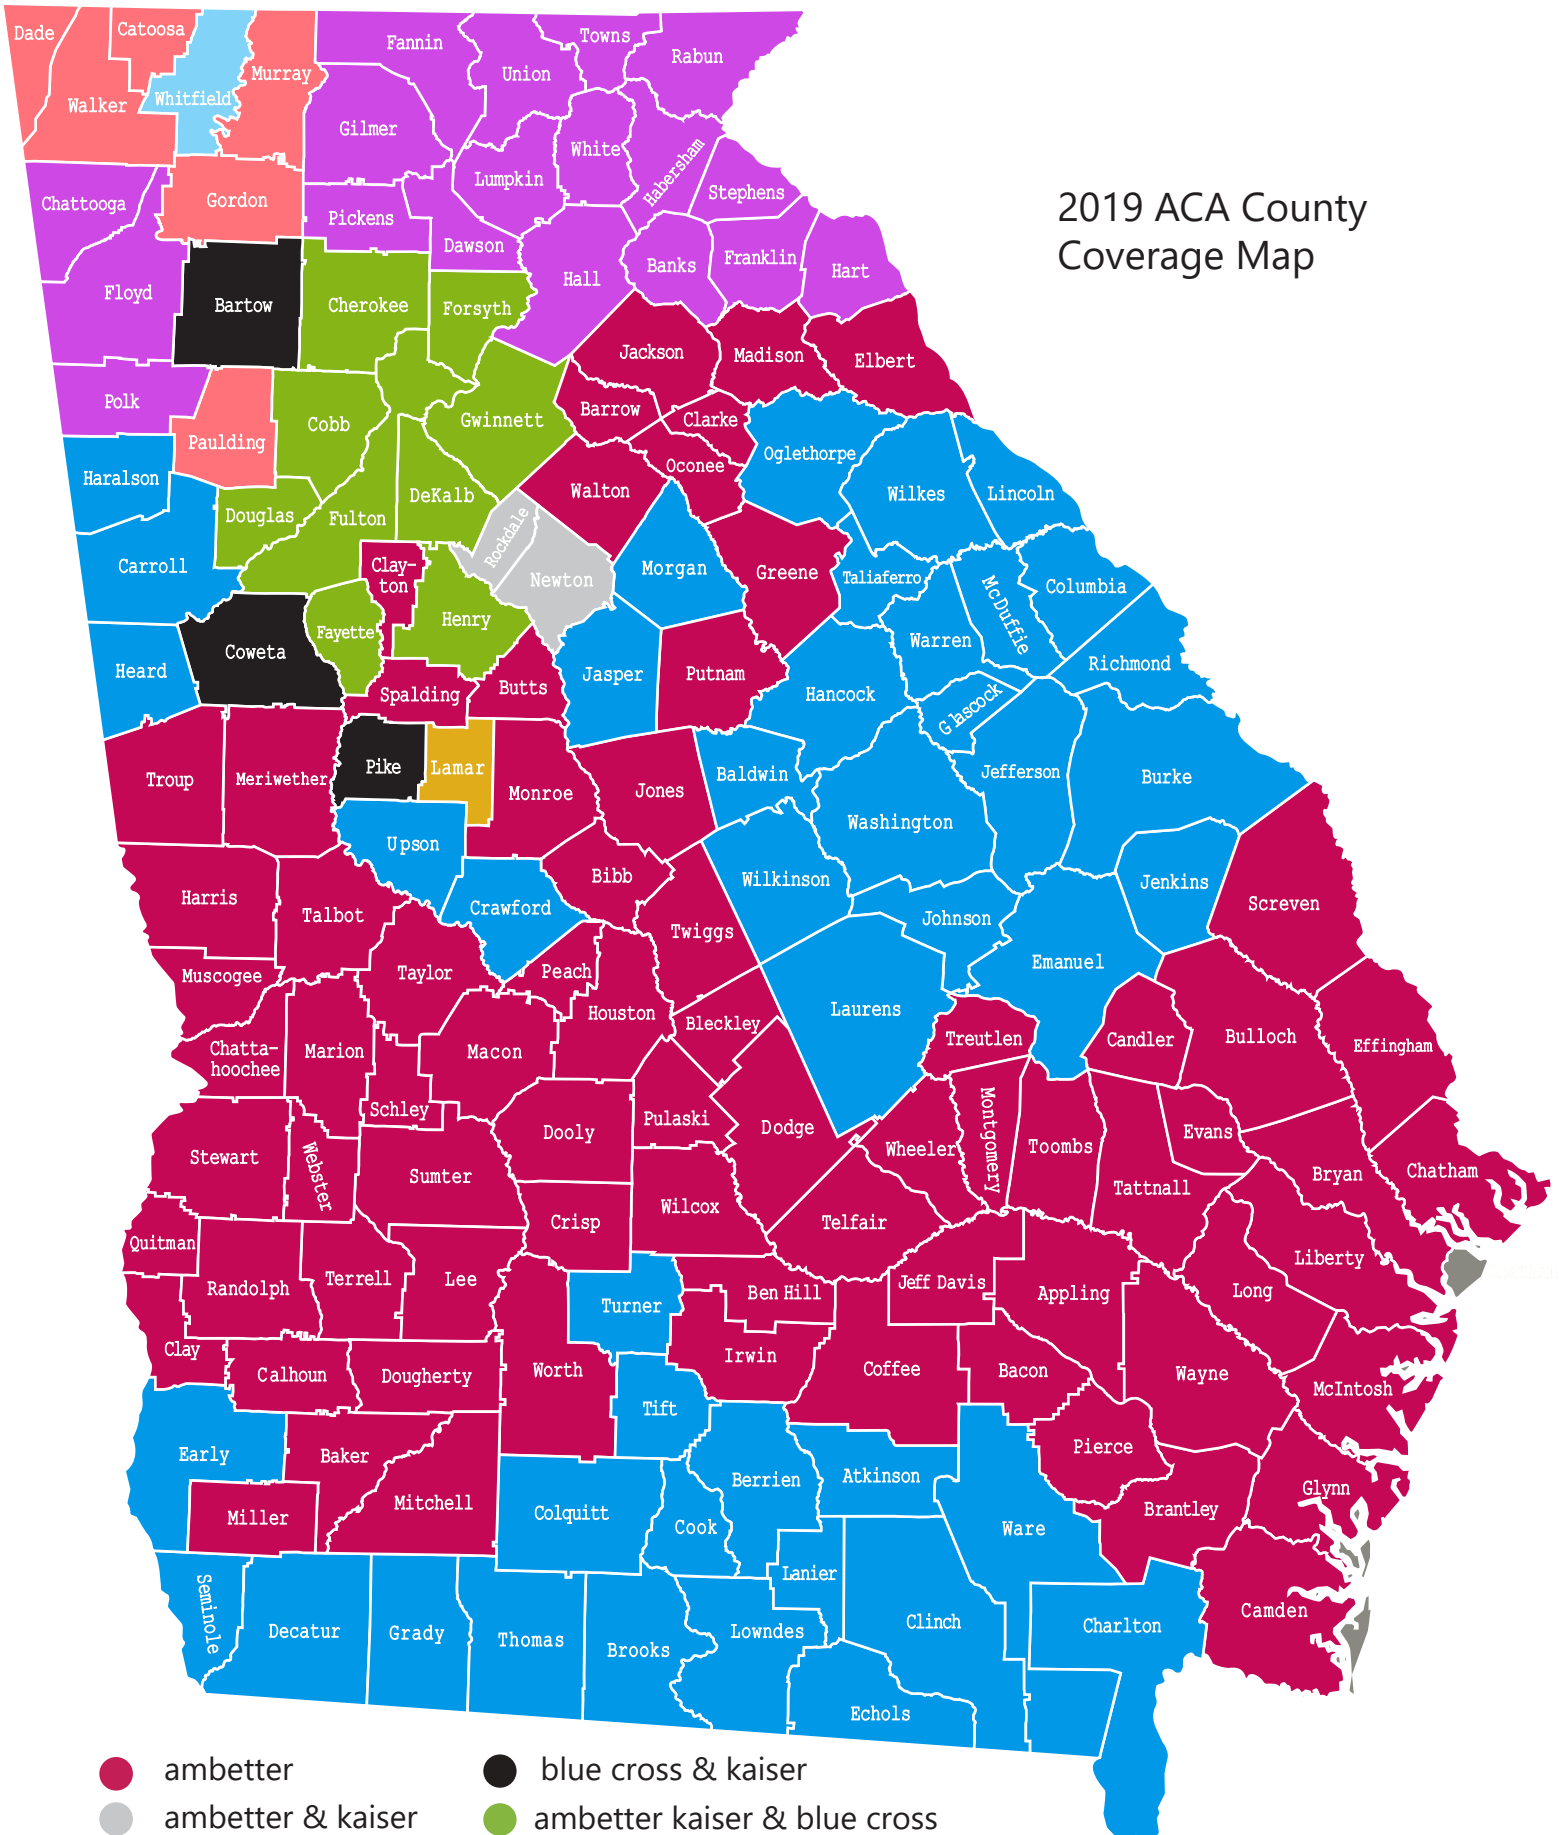 Dade
Catoosa
Fannin
Towns
Rabun
Union
Murray
Walker
Whitfield
Gilmer
White
Habersham
Lumpkin
Stephens
Chattooga
Gordon
Pickens
2019 ACA County
Coverage Map
Dawson
Franklin
Banks
Hart
Hall
Floyd
Bartow
Cherokee
Forsyth
Jackson
Madison
Elbert
Polk
Barrow
Clarke
Gwinnett
Cobb
Paulding
Oglethorpe
Oconee
Haralson
Walton
DeKalb
Wilkes
Lincoln
Douglas
Fulton
Rockdale
Carroll
Clay-
ton
Morgan
Greene
Taliaferro
Newton
Columbia
McDuffie
Henry
Fayette
Warren
Coweta
Richmond
Heard
Jasper
Putnam
Butts
Spalding
Hancock
Glascock
Pike
Lamar
Troup
Meriwether
Baldwin
Jefferson
Burke
Monroe
Jones
Washington
Upson
Bibb
Wilkinson
Jenkins
Harris
Talbot
Crawford
Johnson
Screven
Twiggs
Muscogee
Taylor
Peach
Emanuel
Laurens
Houston
Bleckley
Treutlen
Candler
Bulloch
Effingham
Chatta-
hoochee
Marion
Macon
Schley
Pulaski
Dodge
Montgomery
Dooly
Wheeler
Toombs
Evans
Stewart
Webster
Sumter
Tattnall
Bryan
Chatham
Wilcox
Crisp
Telfair
Quitman
Liberty
Randolph
Terrell
Lee
Ben Hill
Jeff Davis
Appling
Long
Turner
Clay
Calhoun
Dougherty
Worth
Irwin
Coffee
Bacon
Wayne
McIntosh
Tift
Early
Baker
Pierce
Berrien
Atkinson
Glynn
Miller
Mitchell
Colquitt
Cook
Ware
Brantley
Lanier
Seminole
Decatur
Grady
Thomas
Brooks
Lowndes
Clinch
Charlton
Camden
Echols
ambetter
blue cross & kaiser
ambetter & kaiser
ambetter kaiser & blue cross